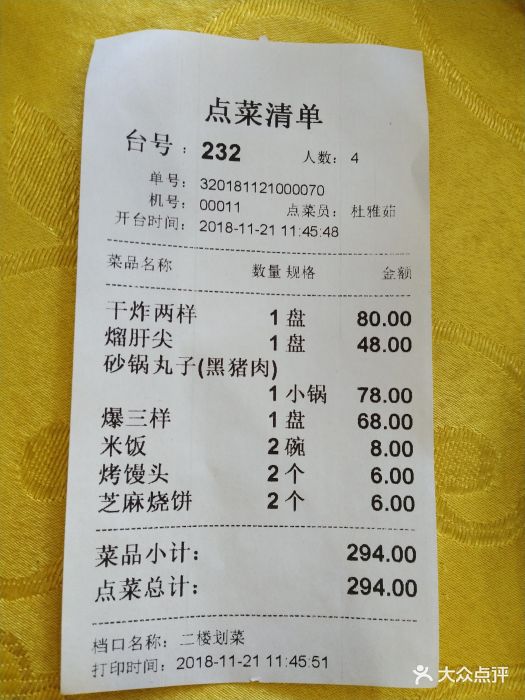 点菜清单
台号：232 人数：4
单号：320181121000070
机号：00011 点菜员：杜雅茹
开台时间：2018-11-21 11:45:48
菜品名称 数量 规格 金额
干炸两样 1 盘 80.00
熘肝尖 1 盘 48.00
砂锅丸子(黑猪肉)
1 小锅 78.00
爆三样 1 盘 68.00
米饭 2 碗 8.00
烤馒头 2 个 6.00
芝麻烧饼 2 个 6.00
菜品小计： 294.00
点菜总计： 294.00
档口名称：二楼划菜
打印时间：2018-11-21 11:45:51
大众点评